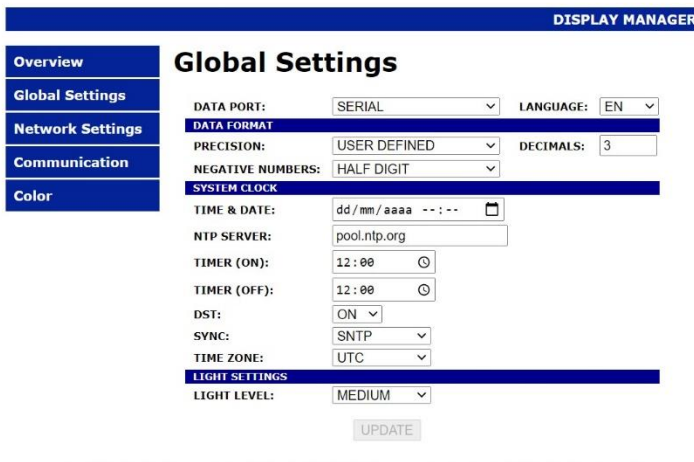 DISPLAY MANAGER
Overview
Global Settings
Network Settings
Communication
Color
Global Settings
DATA PORT: SERIAL LANGUAGE: EN
DATA FORMAT
PRECISION: USER DEFINED DECIMALS: 3
NEGATIVE NUMBERS: HALF DIGIT
SYSTEM CLOCK
TIME & DATE: dd/mm/aaaa --:--
NTP SERVER: pool.ntp.org
TIMER (ON): 12:00
TIMER (OFF): 12:00
DST: ON
SYNC: SNTP
TIME ZONE: UTC
LIGHT SETTINGS
LIGHT LEVEL: MEDIUM
UPDATE